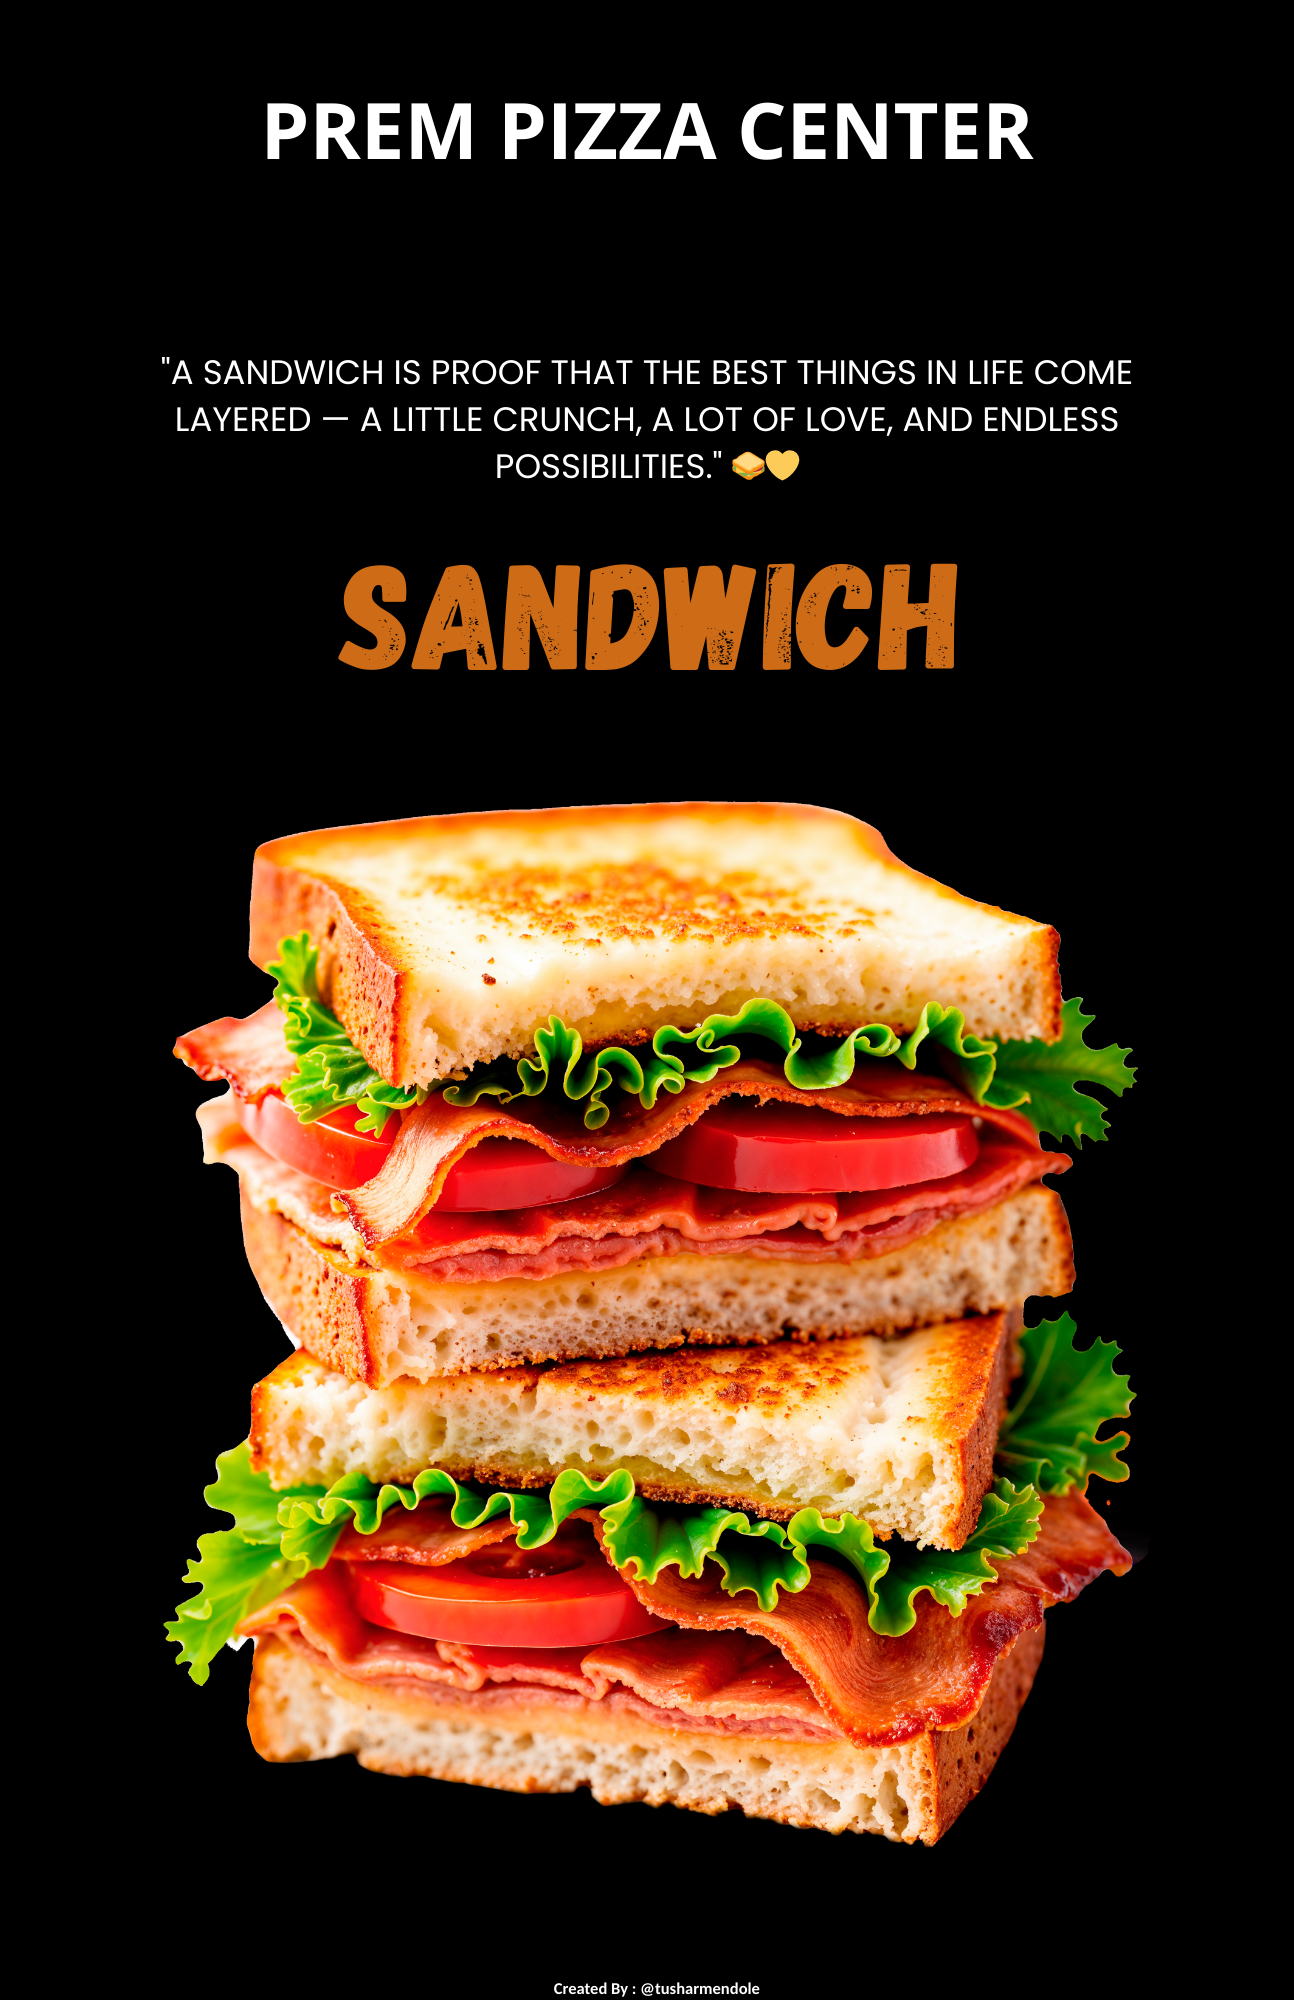 PREM PIZZA CENTER
"A SANDWICH IS PROOF THAT THE BEST THINGS IN LIFE COME
LAYERED — A LITTLE CRUNCH, A LOT OF LOVE, AND ENDLESS
POSSIBILITIES." 🥪💛
SANDWICH
Created By : @tusharmendole